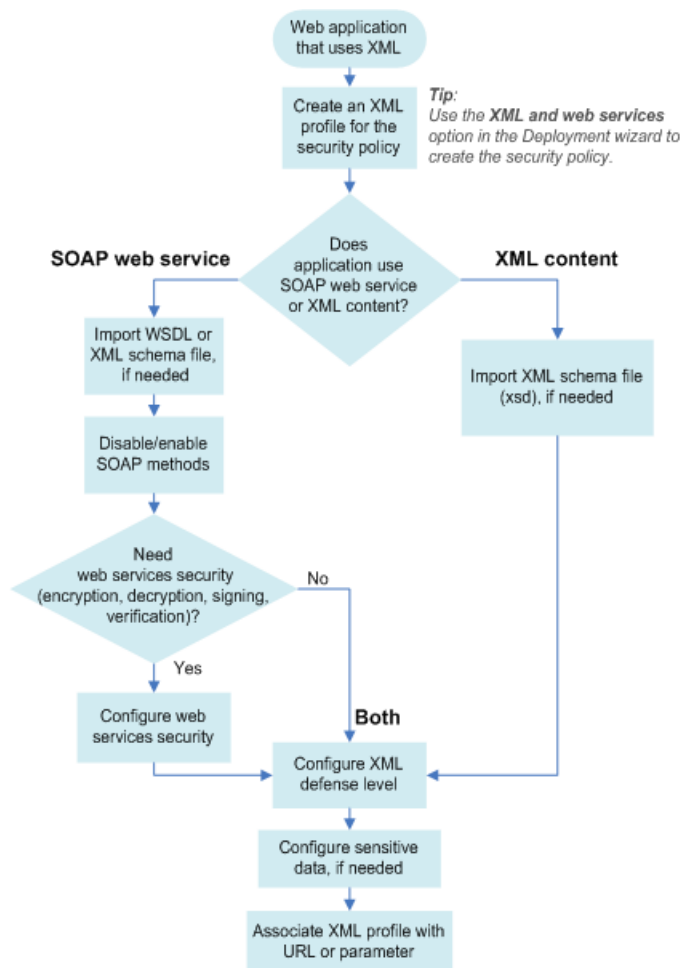 Web application
that uses XML
Create an XML
profile for the
security policy
Tip:
Use the XML and web services
option in the Deployment wizard to
create the security policy.
Does
application use
SOAP web service
or XML content?
SOAP web service
XML content
Import WSDL or
XML schema file,
if needed
Import XML schema file
(xsd), if needed
Disable/enable
SOAP methods
Need
web services security
(encryption, decryption, signing,
verification)?
No
Yes
Configure web
services security
Both
Configure XML
defense level
Configure sensitive
data, if needed
Associate XML profile with
URL or parameter